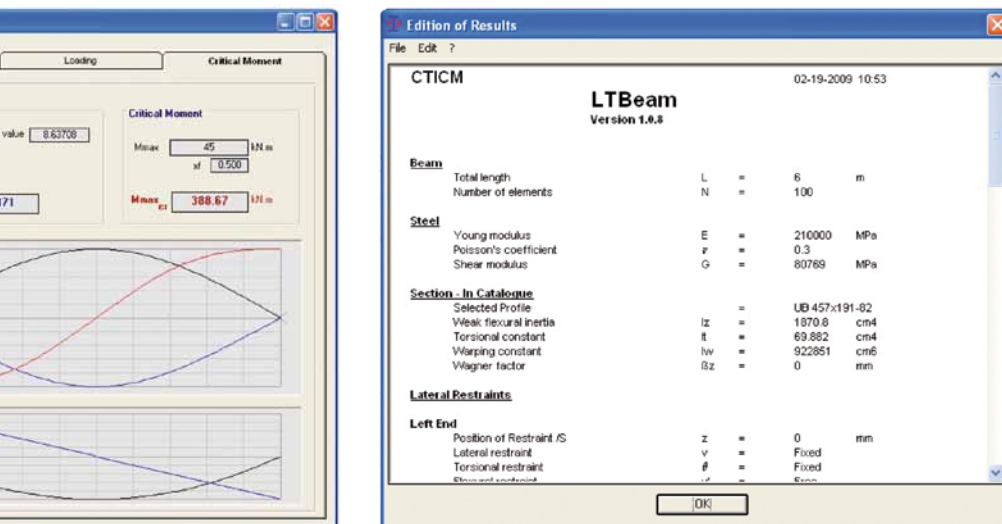 Loading
Critical Moment
value 8.63708
Critical Moment
Mmax 45 kN.m
xf 0.500
Mmax cr 388.67 kN.m
Edition of Results
File Edit ?
CTICM 02-19-2009 10:53
LTBeam
Version 1.0.8
Beam
Total length L = 6 m
Number of elements N = 100
Steel
Young modulus E = 210000 MPa
Poisson's coefficient = 0.3
Shear modulus G = 80769 MPa
Section - In Catalogue
Selected Profile = UB 457x191-82
Weak flexural inertia Iz = 1870.8 cm4
Torsional constant It = 69.882 cm4
Warping constant Iw = 922851 cm6
Wagner factor ßz = 0 mm
Lateral Restraints
Left End
Position of Restraint /S z = 0 mm
Lateral restraint v = Fixed
Torsional restraint θ = Fixed
OK